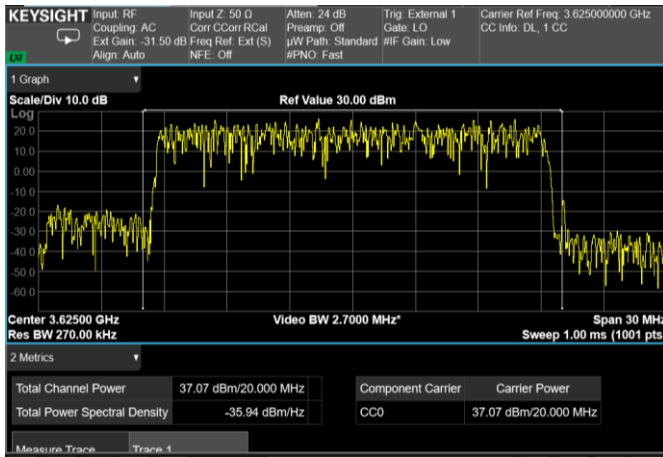 KEYSIGHT Input: RF Input Z: 50 Ω Atten: 24 dB Trig: External 1 Carrier Ref Freq: 3.625000000 GHz
Coupling: AC Corr CCorr RCal Preamp: Off Gate: LO CC Info: DL, 1 CC
Ext Gain: -31.50 dB Freq Ref: Ext (S) µW Path: Standard #IF Gain: Low
LXI Align: Auto NFE: Off #PNO: Fast
1 Graph
Scale/Div 10.0 dB Ref Value 30.00 dBm
Log
20.0
10.0
0.00
-10.0
-20.0
-30.0
-40.0
-50.0
-60.0
Center 3.62500 GHz Video BW 2.7000 MHz* Span 30 MHz
Res BW 270.00 kHz Sweep 1.00 ms (1001 pts
2 Metrics
Total Channel Power 37.07 dBm/20.000 MHz Component Carrier Carrier Power
Total Power Spectral Density -35.94 dBm/Hz CC0 37.07 dBm/20.000 MHz
Measure Trace Trace 1